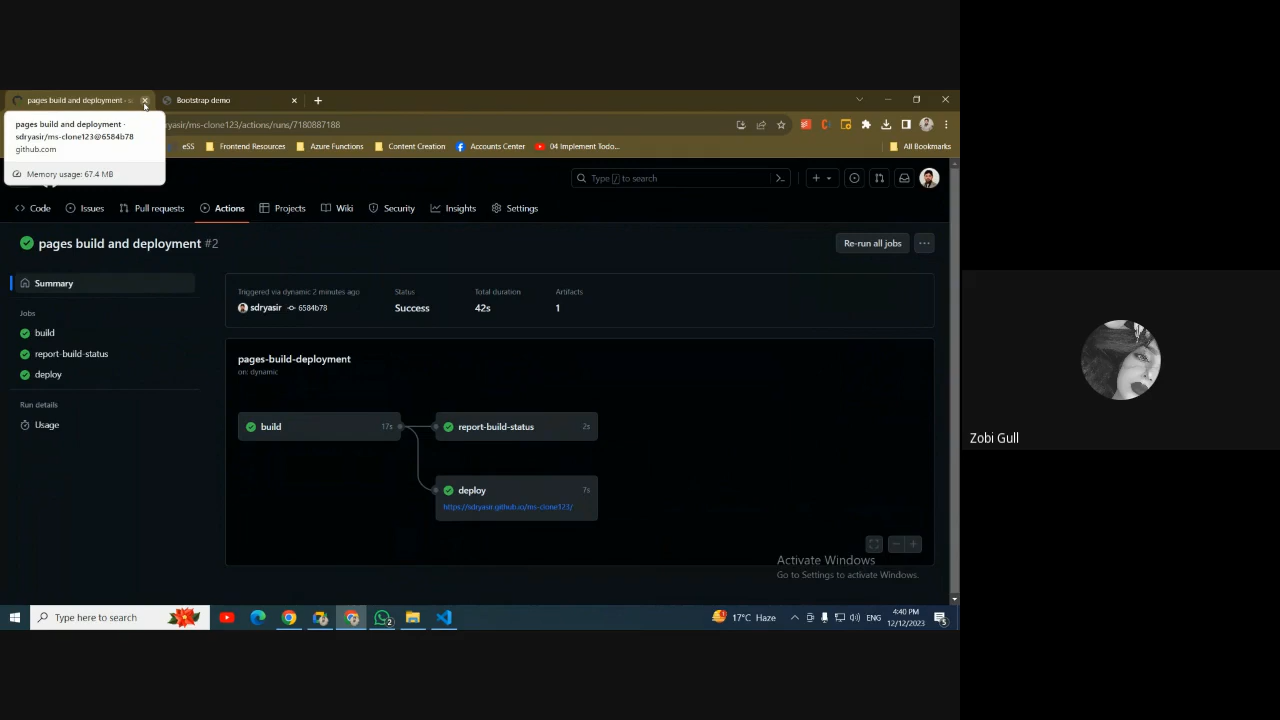 pages build and deployment · s
Bootstrap demo
yasir/ms-clone123/actions/runs/7180887188
pages build and deployment ·
sdryasir/ms-clone123@6584b78
github.com
Memory usage: 67.4 MB
eSS
Frontend Resources
Azure Functions
Content Creation
Accounts Center
04 Implement Todo...
All Bookmarks
Type / to search
Code
Issues
Pull requests
Actions
Projects
Wiki
Security
Insights
Settings
pages build and deployment #2
Re-run all jobs
Summary
Jobs
build
report-build-status
deploy
Run details
Usage
Triggered via dynamic 2 minutes ago
sdryasir 6584b78
Status
Success
Total duration
42s
Artifacts
1
pages-build-deployment
on: dynamic
build 17s
report-build-status 2s
deploy 7s
https://sdryasir.github.io/ms-clone123/
Activate Windows
Go to Settings to activate Windows.
Type here to search
2
17°C Haze
ENG
4:40 PM
12/12/2023
5
Zobi Gull